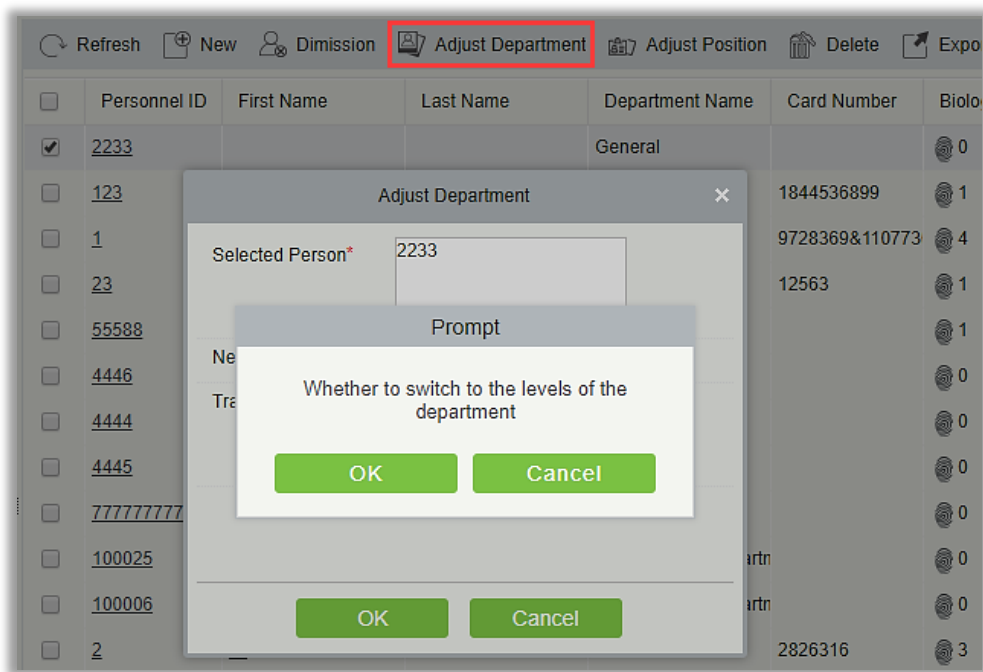 Refresh New Dimission Adjust Department Adjust Position Delete
Personnel ID First Name Last Name Department Name Card Number
2233 General 0
123 1844536899 1
1 9728369&110773 4
23 12563 1
55588 1
4446 0
4444 0
4445 0
777777777 0
100025 0
100006 0
2 2826316 3
Adjust Department
Selected Person*
2233
Prompt
Whether to switch to the levels of the
department
OK Cancel
OK Cancel